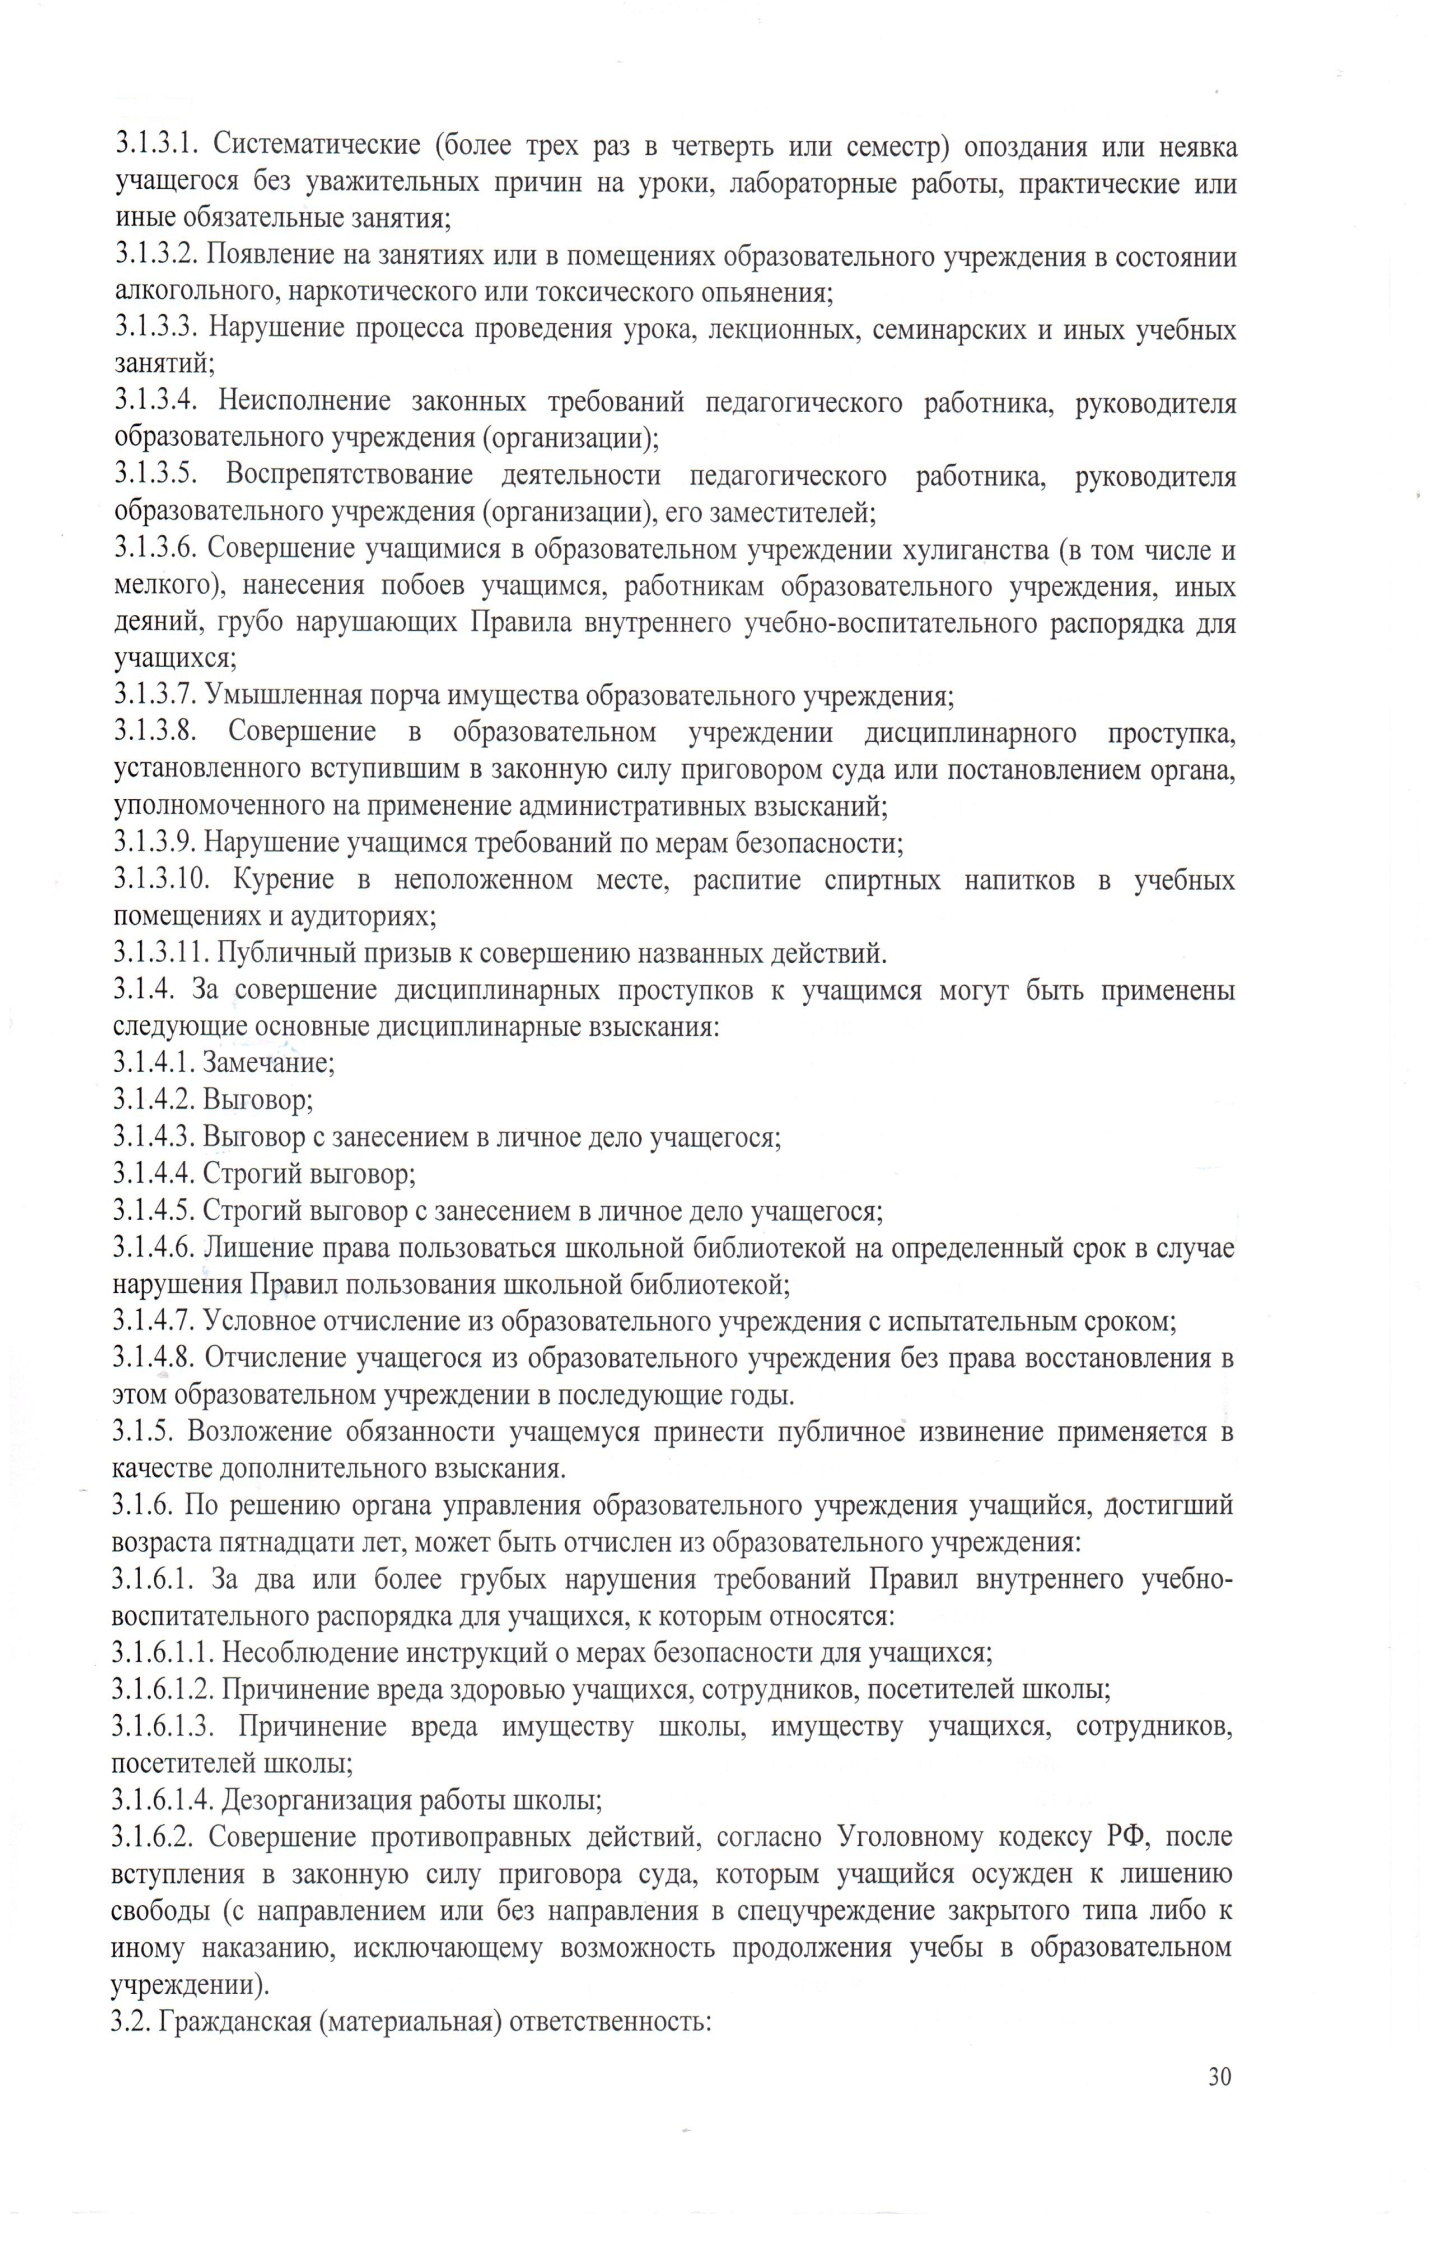 3.1.3.1. Систематические (более трех раз в четверть или семестр) опоздания или неявка
учащегося без уважительных причин на уроки, лабораторные работы, практические или
иные обязательные занятия;
3.1.3.2. Появление на занятиях или в помещениях образовательного учреждения в состоянии
алкогольного, наркотического или токсического опьянения;
3.1.3.3. Нарушение процесса проведения урока, лекционных, семинарских и иных учебных
занятий;
3.1.3.4. Неисполнение законных требований педагогического работника, руководителя
образовательного учреждения (организации);
3.1.3.5. Воспрепятствование деятельности педагогического работника, руководителя
образовательного учреждения (организации), его заместителей;
3.1.3.6. Совершение учащимися в образовательном учреждении хулиганства (в том числе и
мелкого), нанесения побоев учащимся, работникам образовательного учреждения, иных
деяний, грубо нарушающих Правила внутреннего учебно-воспитательного распорядка для
учащихся;
3.1.3.7. Умышленная порча имущества образовательного учреждения;
3.1.3.8. Совершение в образовательном учреждении дисциплинарного проступка,
установленного вступившим в законную силу приговором суда или постановлением органа,
уполномоченного на применение административных взысканий;
3.1.3.9. Нарушение учащимся требований по мерам безопасности;
3.1.3.10. Курение в неположенном месте, распитие спиртных напитков в учебных
помещениях и аудиториях;
3.1.3.11. Публичный призыв к совершению названных действий.
3.1.4. За совершение дисциплинарных проступков к учащимся могут быть применены
следующие основные дисциплинарные взыскания:
3.1.4.1. Замечание;
3.1.4.2. Выговор;
3.1.4.3. Выговор с занесением в личное дело учащегося;
3.1.4.4. Строгий выговор;
3.1.4.5. Строгий выговор с занесением в личное дело учащегося;
3.1.4.6. Лишение права пользоваться школьной библиотекой на определенный срок в случае
нарушения Правил пользования школьной библиотекой;
3.1.4.7. Условное отчисление из образовательного учреждения с испытательным сроком;
3.1.4.8. Отчисление учащегося из образовательного учреждения без права восстановления в
этом образовательном учреждении в последующие годы.
3.1.5. Возложение обязанности учащемуся принести публичное извинение применяется в
качестве дополнительного взыскания.
3.1.6. По решению органа управления образовательного учреждения учащийся, достигший
возраста пятнадцати лет, может быть отчислен из образовательного учреждения:
3.1.6.1. За два или более грубых нарушения требований Правил внутреннего учебно-
воспитательного распорядка для учащихся, к которым относятся:
3.1.6.1.1. Несоблюдение инструкций о мерах безопасности для учащихся;
3.1.6.1.2. Причинение вреда здоровью учащихся, сотрудников, посетителей школы;
3.1.6.1.3. Причинение вреда имуществу школы, имуществу учащихся, сотрудников,
посетителей школы;
3.1.6.1.4. Дезорганизация работы школы;
3.1.6.2. Совершение противоправных действий, согласно Уголовному кодексу РФ, после
вступления в законную силу приговора суда, которым учащийся осужден к лишению
свободы (с направлением или без направления в спецучреждение закрытого типа либо к
иному наказанию, исключающему возможность продолжения учебы в образовательном
учреждении).
3.2. Гражданская (материальная) ответственность:
30